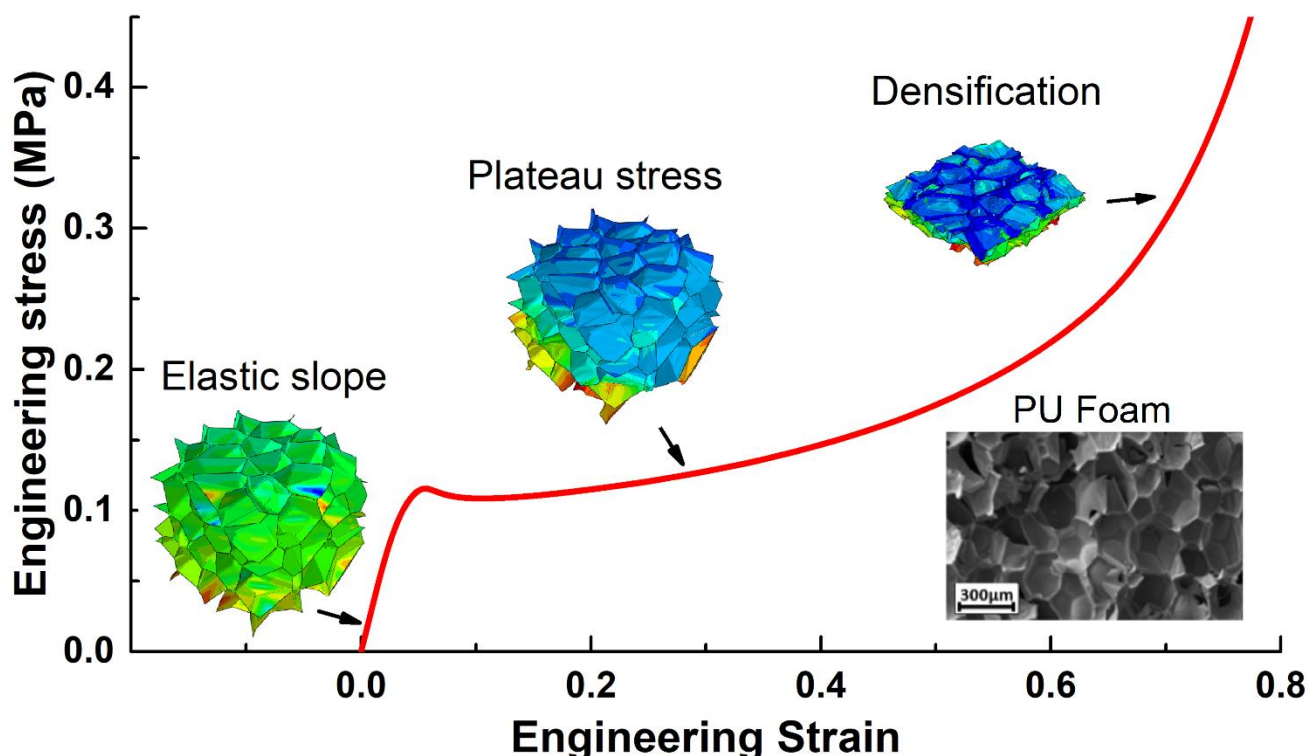 Engineering stress (MPa)
0.4
0.3
0.2
0.1
0.0
Densification
Plateau stress
Elastic slope
PU Foam
300μm
0.0
0.2
0.4
0.6
0.8
Engineering Strain